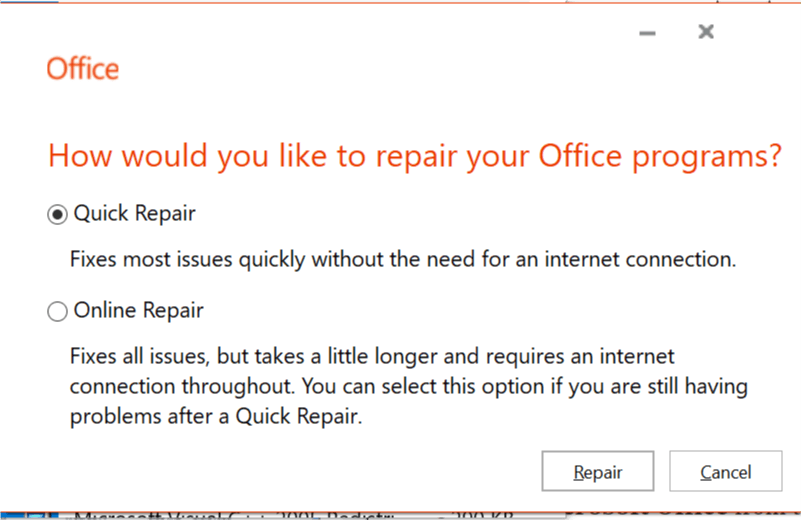 Office
How would you like to repair your Office programs?
Quick Repair
Fixes most issues quickly without the need for an internet connection.
Online Repair
Fixes all issues, but takes a little longer and requires an internet
connection throughout. You can select this option if you are still having
problems after a Quick Repair.
Repair
Cancel